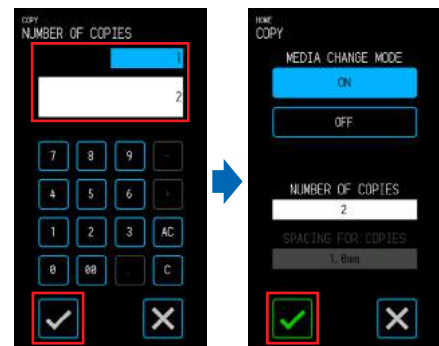 COPY
NUMBER OF COPIES
1
2
7 8 9 -
4 5 6 +
1 2 3 AC
0 00 . C
HOME
COPY
MEDIA CHANGE MODE
ON
OFF
NUMBER OF COPIES
2
SPACING FOR COPIES
1.0mm